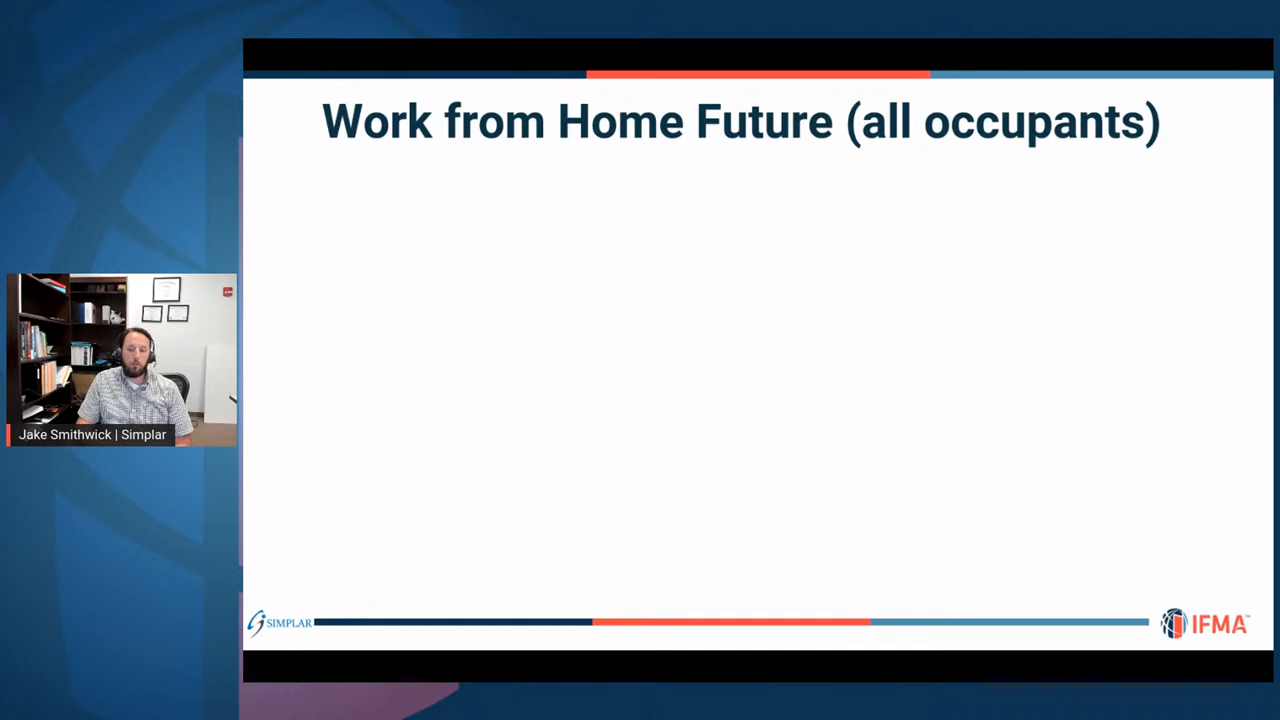 Work from Home Future (all occupants)
Jake Smithwick | Simplar
SIMPLAR
IFMA